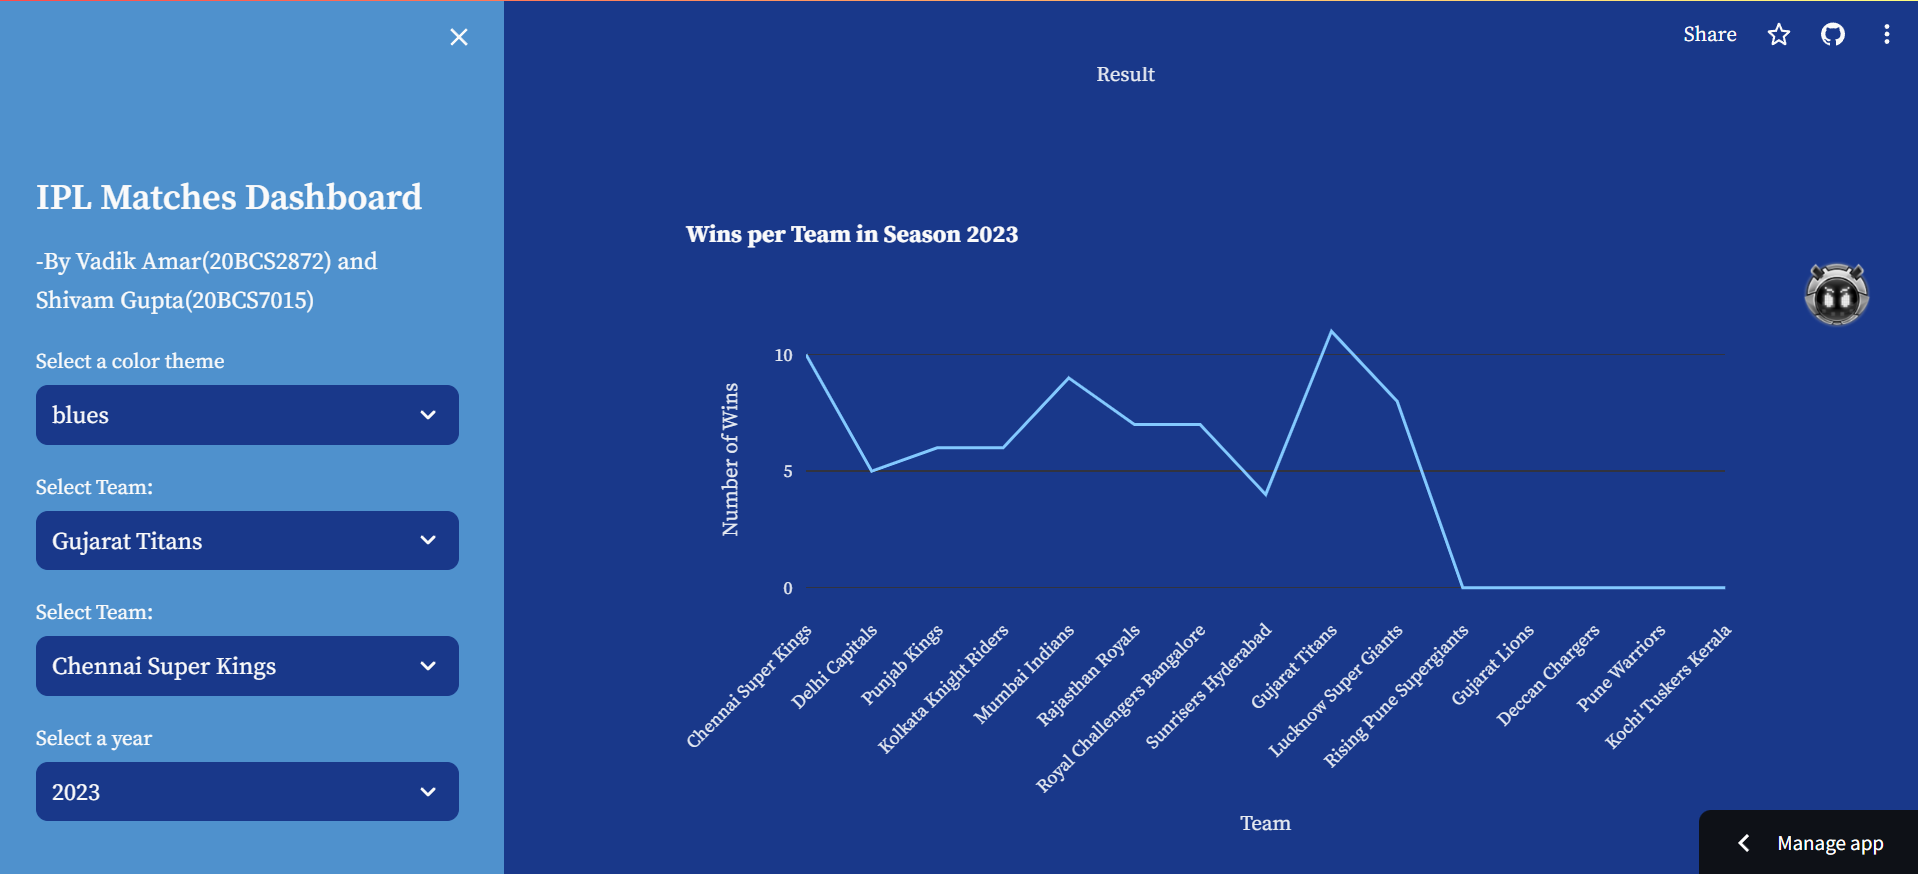 Share
Result
IPL Matches Dashboard
-By Vadik Amar(20BCS2872) and
Shivam Gupta(20BCS7015)
Select a color theme
blues
Select Team:
Gujarat Titans
Select Team:
Chennai Super Kings
Select a year
2023
Wins per Team in Season 2023
Number of Wins
10
5
0
Chennai Super Kings
Delhi Capitals
Punjab Kings
Kolkata Knight Riders
Mumbai Indians
Rajasthan Royals
Royal Challengers Bangalore
Sunrisers Hyderabad
Gujarat Titans
Lucknow Super Giants
Rising Pune Supergiants
Gujarat Lions
Deccan Chargers
Pune Warriors
Kochi Tuskers Kerala
Team
Manage app